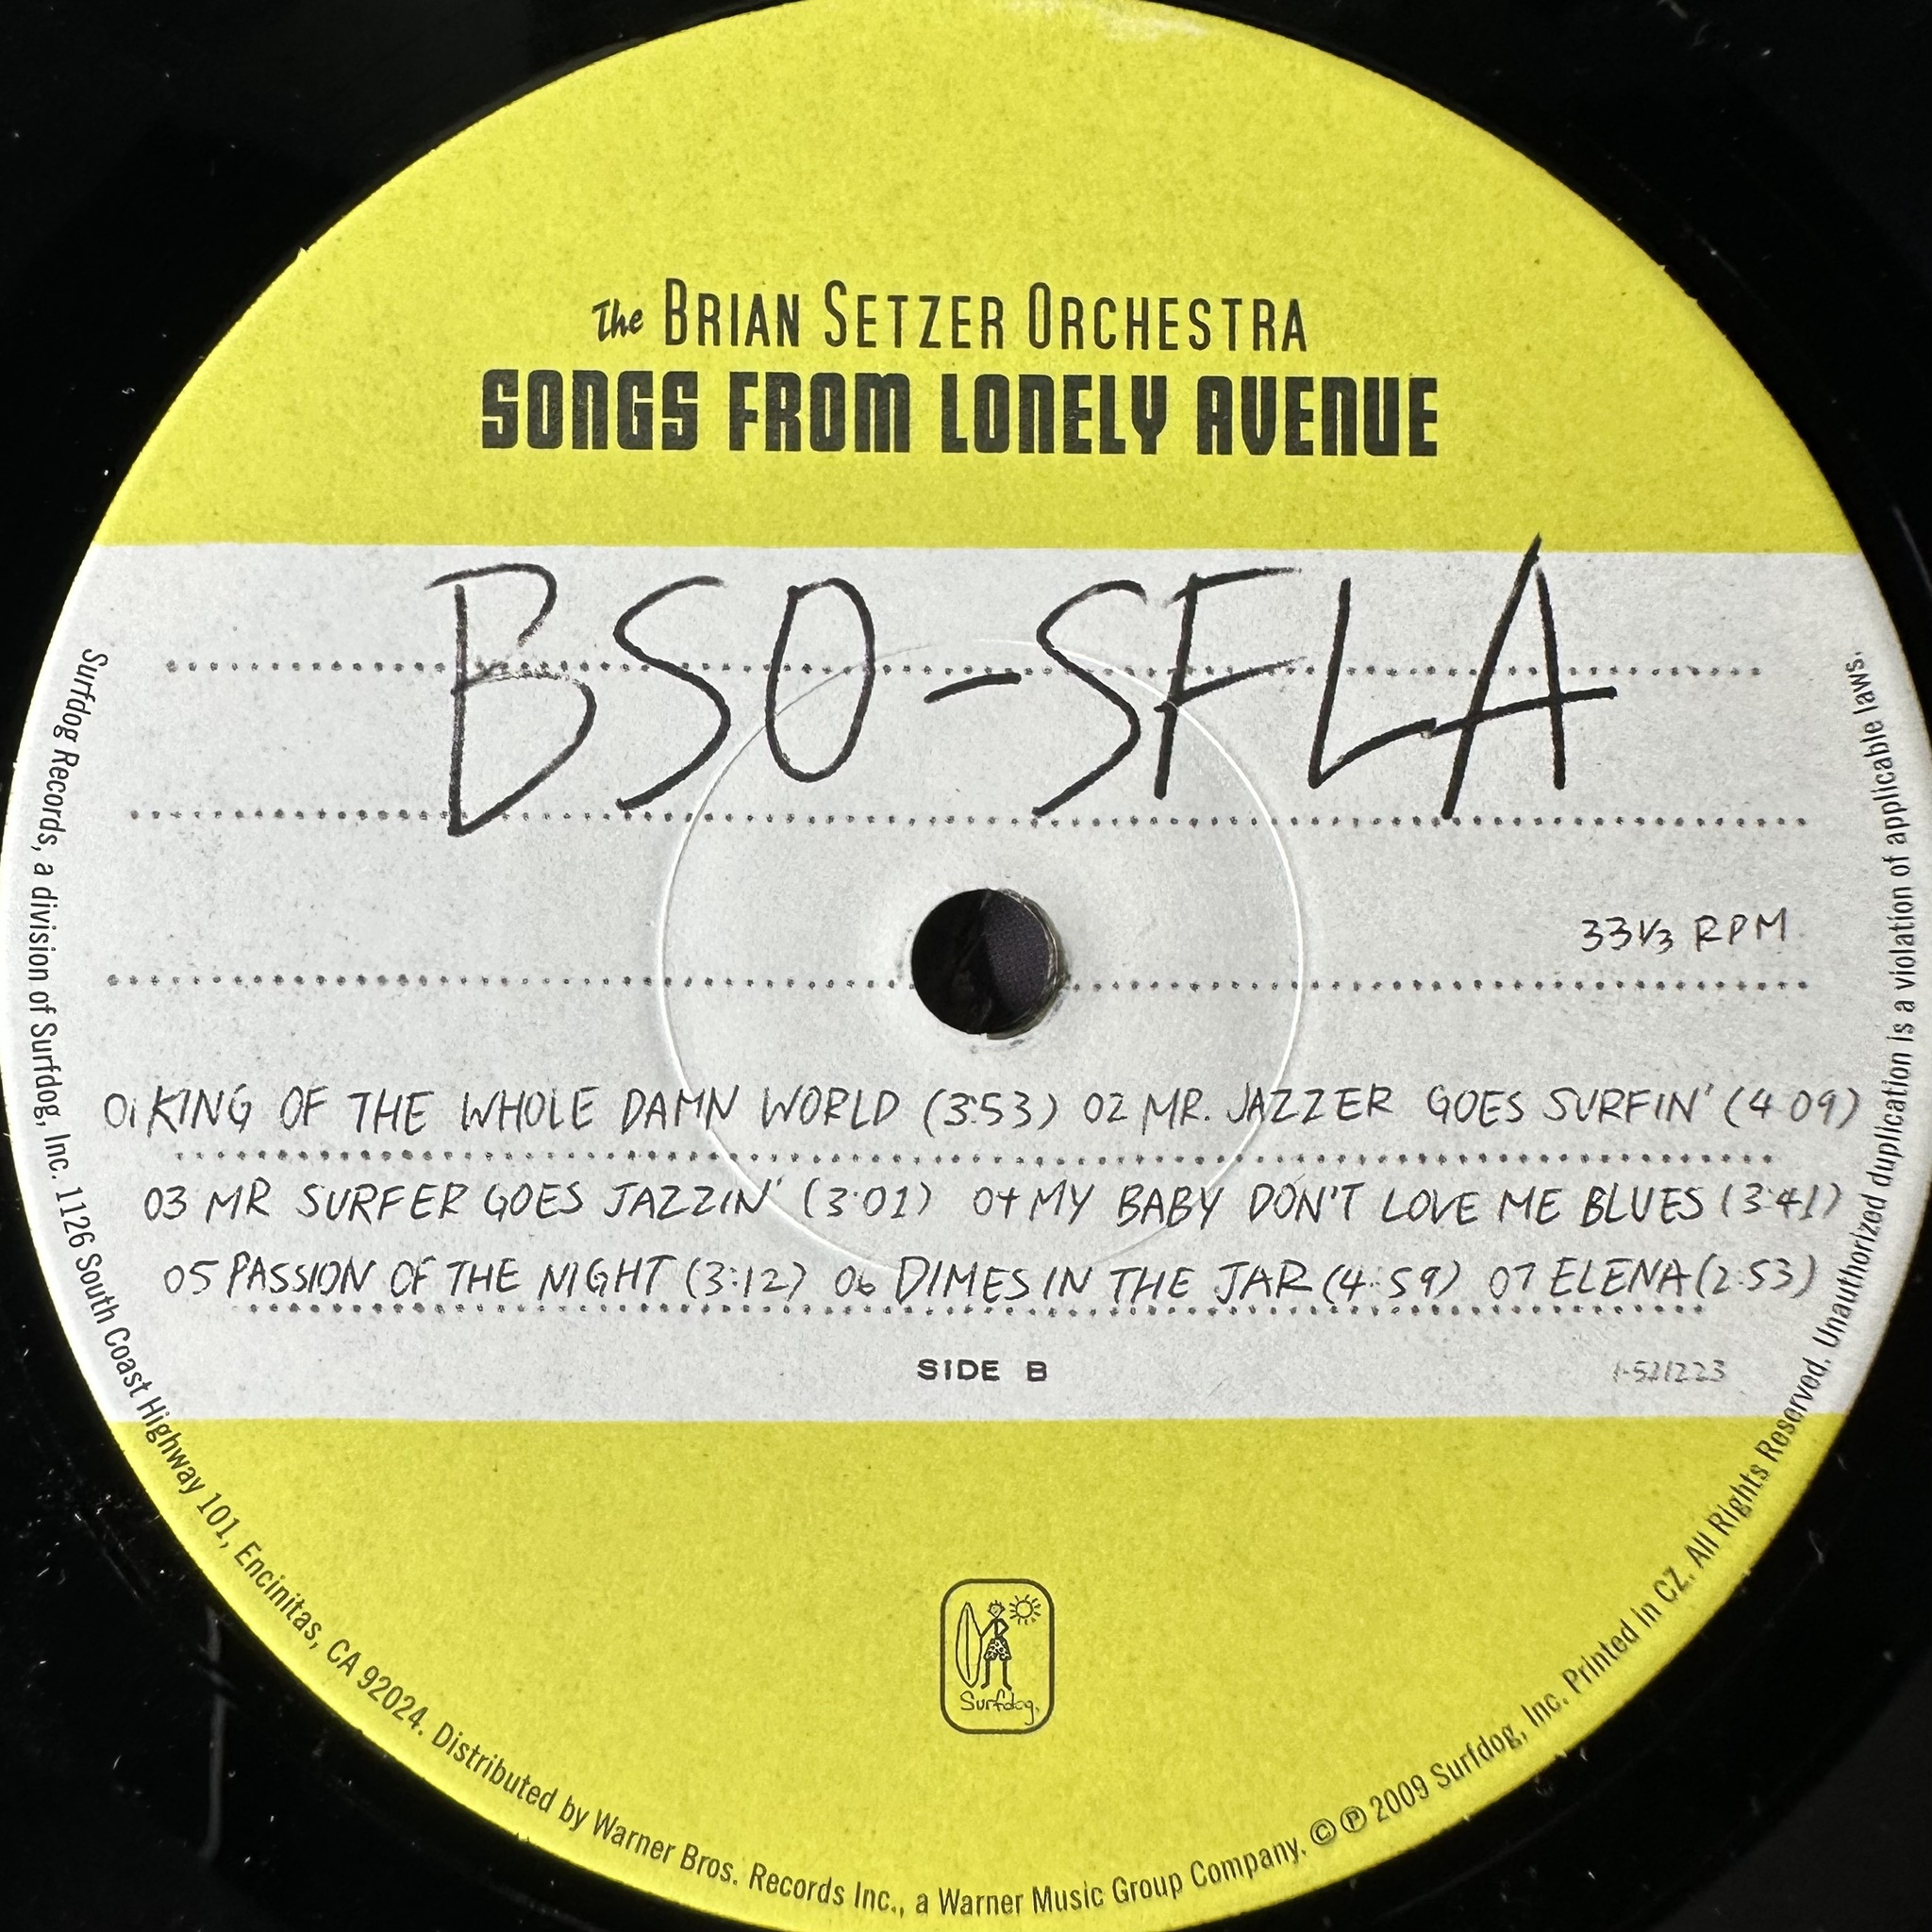 The BRIAN SETZER ORCHESTRA
SONGS FROM LONELY AVENUE
BSO-SFLA
33⅓ RPM
01 KING OF THE WHOLE DAMN WORLD (3:53) 02 MR. JAZZER GOES SURFIN' (4:09)
03 MR SURFER GOES JAZZIN' (3:01) 04 MY BABY DON'T LOVE ME BLUES (3:41)
05 PASSION OF THE NIGHT (3:12) 06 DIMES IN THE JAR (4:59) 07 ELENA (2:53)
SIDE B
1-521223
Surfdog.
Surfdog Records, a division of Surfdog, Inc. 1126 South Coast Highway 101, Encinitas, CA 92024. Distributed by Warner Bros. Records Inc., a Warner Music Group Company. © ℗ 2009 Surfdog, Inc. Printed in CZ. All Rights Reserved. Unauthorized duplication is a violation of applicable laws.